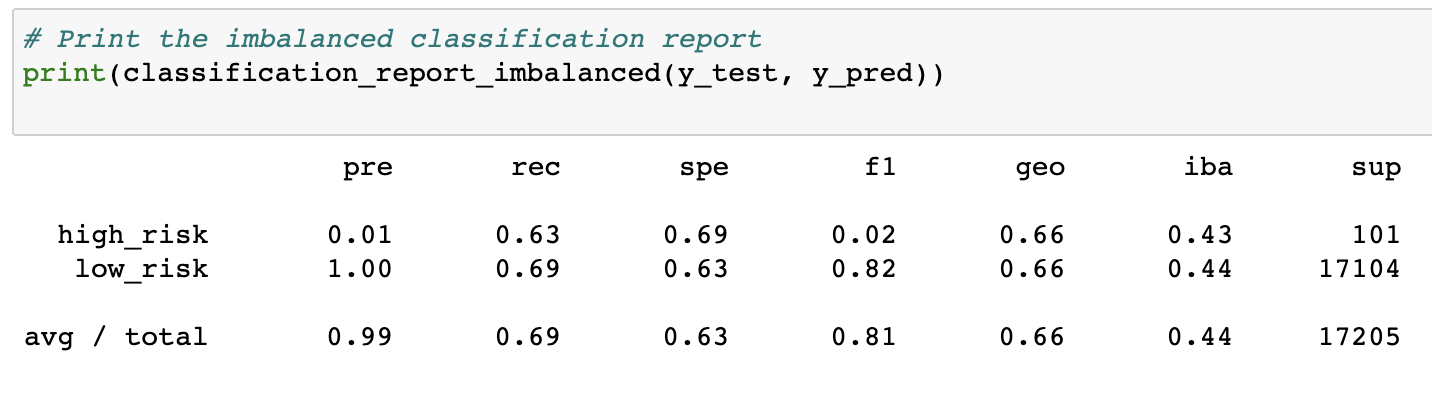 # Print the imbalanced classification report
print(classification_report_imbalanced(y_test, y_pred))
pre rec spe f1 geo iba sup
high_risk 0.01 0.63 0.69 0.02 0.66 0.43 101
low_risk 1.00 0.69 0.63 0.82 0.66 0.44 17104
avg / total 0.99 0.69 0.63 0.81 0.66 0.44 17205